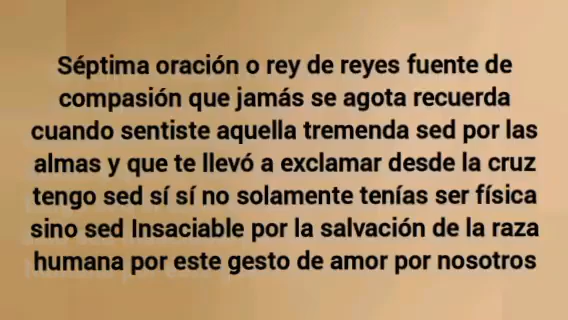 Séptima oración o rey de reyes fuente de
compasión que jamás se agota recuerda
cuando sentiste aquella tremenda sed por las
almas y que te llevó a exclamar desde la cruz
tengo sed sí sí no solamente tenías ser física
sino sed Insaciable por la salvación de la raza
humana por este gesto de amor por nosotros